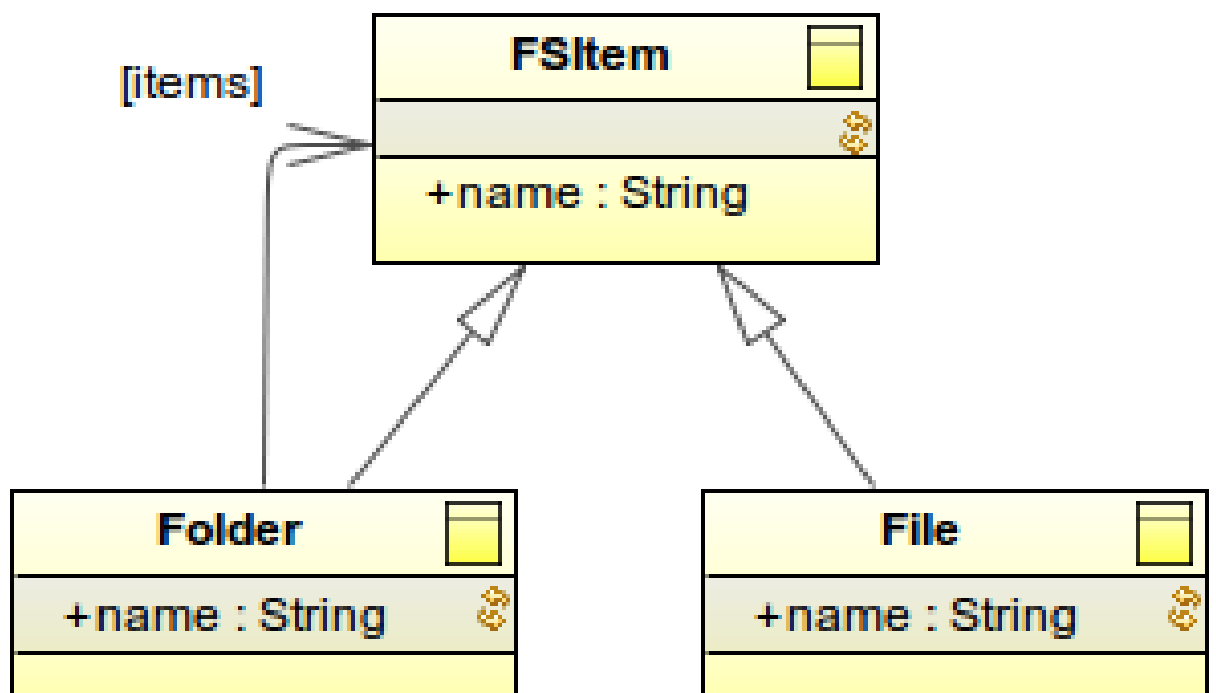 FSItem
[items]
+name : String
Folder
+name : String
File
+name : String